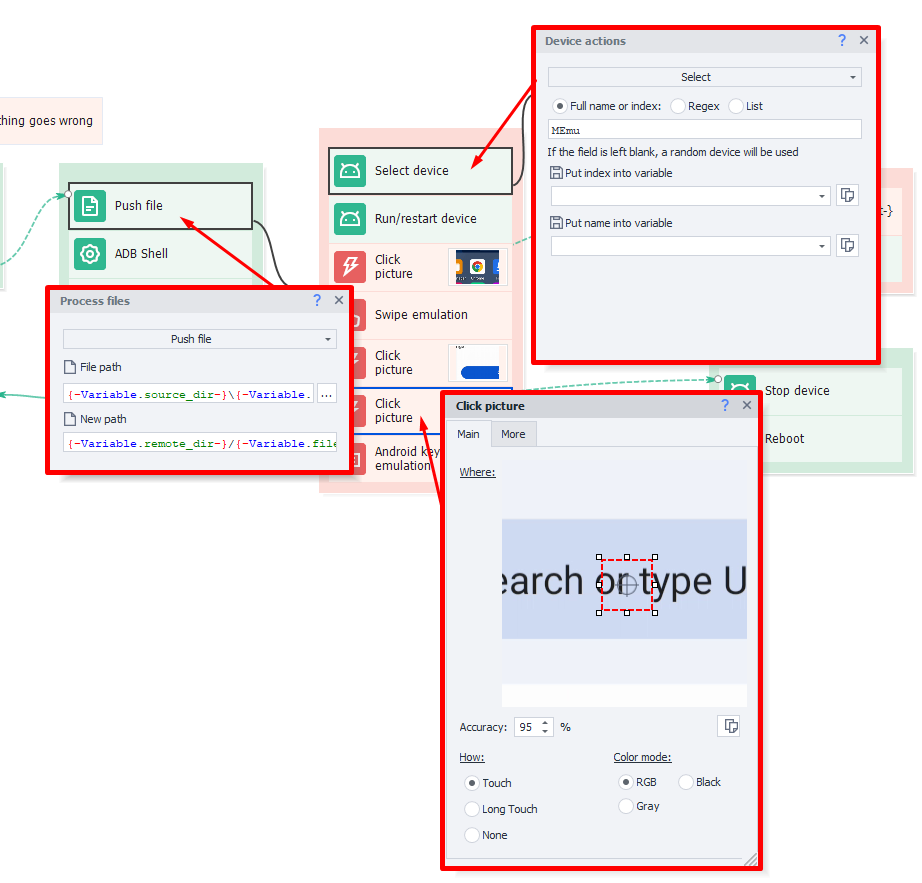 thing goes wrong
Push file
ADB Shell
Process files
?
Push file
File path
{-Variable.source_dir-}\{-Variable.
...
New path
{-Variable.remote_dir-}/{-Variable.file
Select device
Run/restart device
Click
picture
Swipe emulation
Click
picture
Click
picture
Android key
emulation
Device actions
?
Select
Full name or index:
Regex
List
MEmu
If the field is left blank, a random device will be used
Put index into variable
Put name into variable
-}
Stop device
Reboot
Click picture
?
Main
More
Where:
earch or type U
Accuracy:
95
%
How:
Touch
Long Touch
None
Color mode:
RGB
Black
Gray